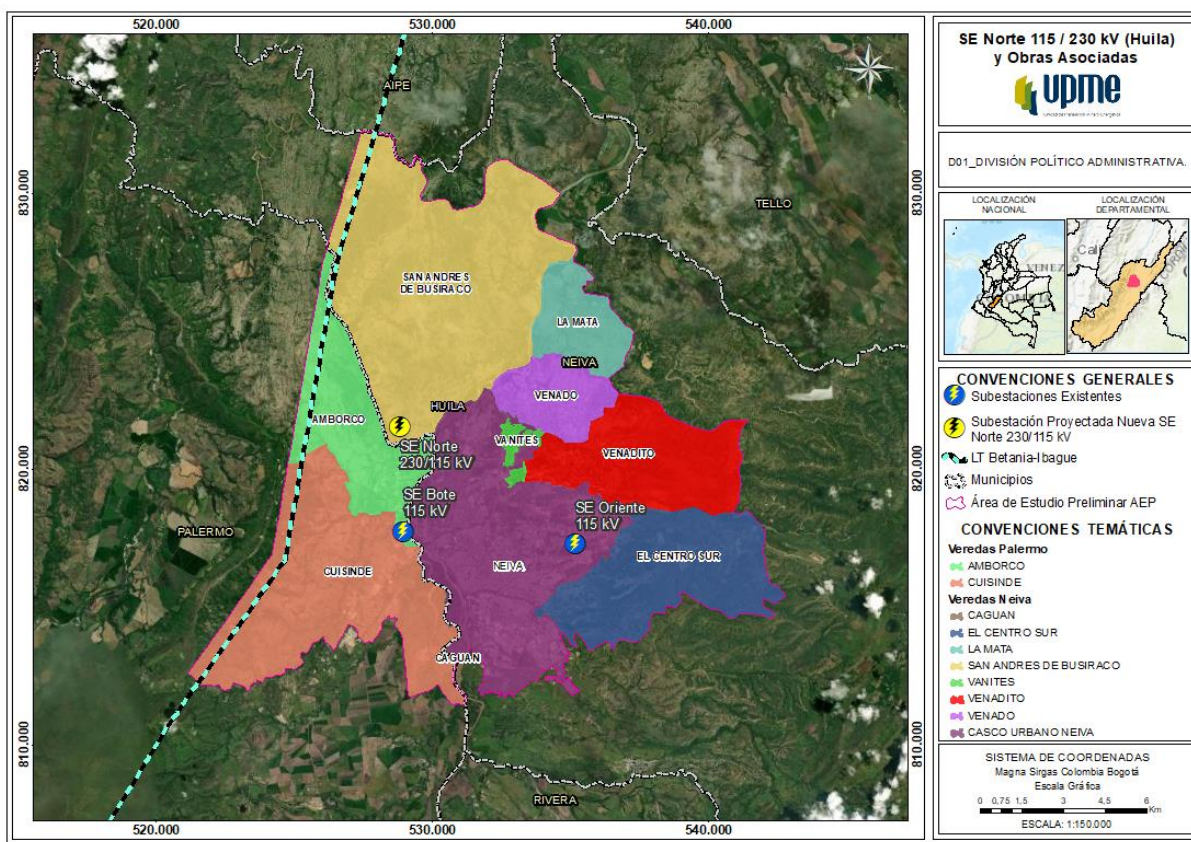 520.000
530.000
540.000
830.000
820.000
810.000
AIPE
TELLO
SAN ANDRES
DE BUSIRACO
LA MATA
NEIVA
VENADO
HUILA
AMBORCO
VANITES
SE Norte
230/115 kV
VENADITO
SE Bote
115 kV
SE Oriente
115 kV
PALERMO
CUISINDE
NEIVA
EL CENTRO SUR
CAGUAN
RIVERA
830.000
820.000
810.000
520.000
530.000
540.000
SE Norte 115 / 230 kV (Huila)
y Obras Asociadas
upme
D01_DIVISIÓN POLÍTICO ADMINISTRATIVA.
LOCALIZACIÓN
NACIONAL
LOCALIZACIÓN
DEPARTAMENTAL
VENEZ
Cali
CONVENCIONES GENERALES
Subestaciones Existentes
Subestación Proyectada Nueva SE
Norte 230/115 kV
LT Betania-Ibague
Municipios
Área de Estudio Preliminar AEP
CONVENCIONES TEMÁTICAS
Veredas Palermo
AMBORCO
CUISINDE
Veredas Neiva
CAGUAN
EL CENTRO SUR
LA MATA
SAN ANDRES DE BUSIRACO
VANITES
VENADITO
VENADO
CASCO URBANO NEIVA
SISTEMA DE COORDENADAS
Magna Sirgas Colombia Bogotá
Escala Gráfica
0 0,75 1,5 3 4,5 6
Km
ESCALA: 1:150.000